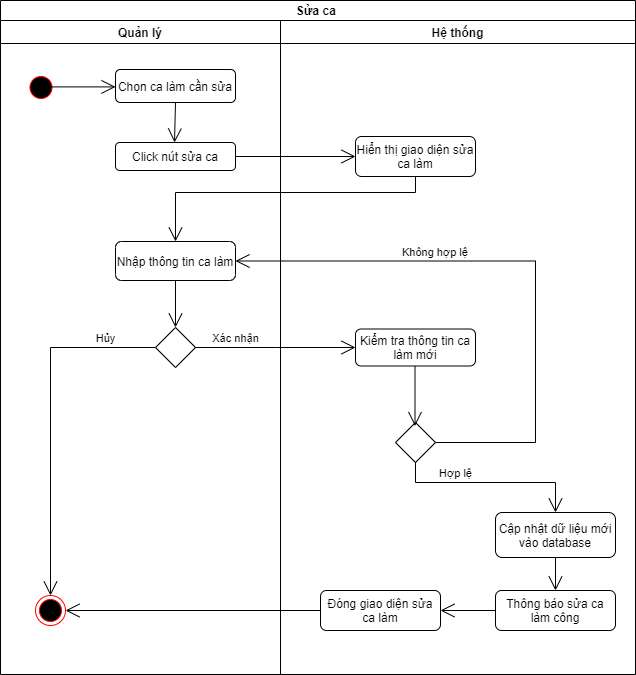 Sửa ca
Quản lý
Hệ thống
Chọn ca làm cần sửa
Click nút sửa ca
Hiển thị giao diện sửa
ca làm
Nhập thông tin ca làm
Không hợp lệ
Hủy
Xác nhận
Kiểm tra thông tin ca
làm mới
Hợp lệ
Cập nhật dữ liệu mới
vào database
Thông báo sửa ca
làm công
Đóng giao diện sửa
ca làm